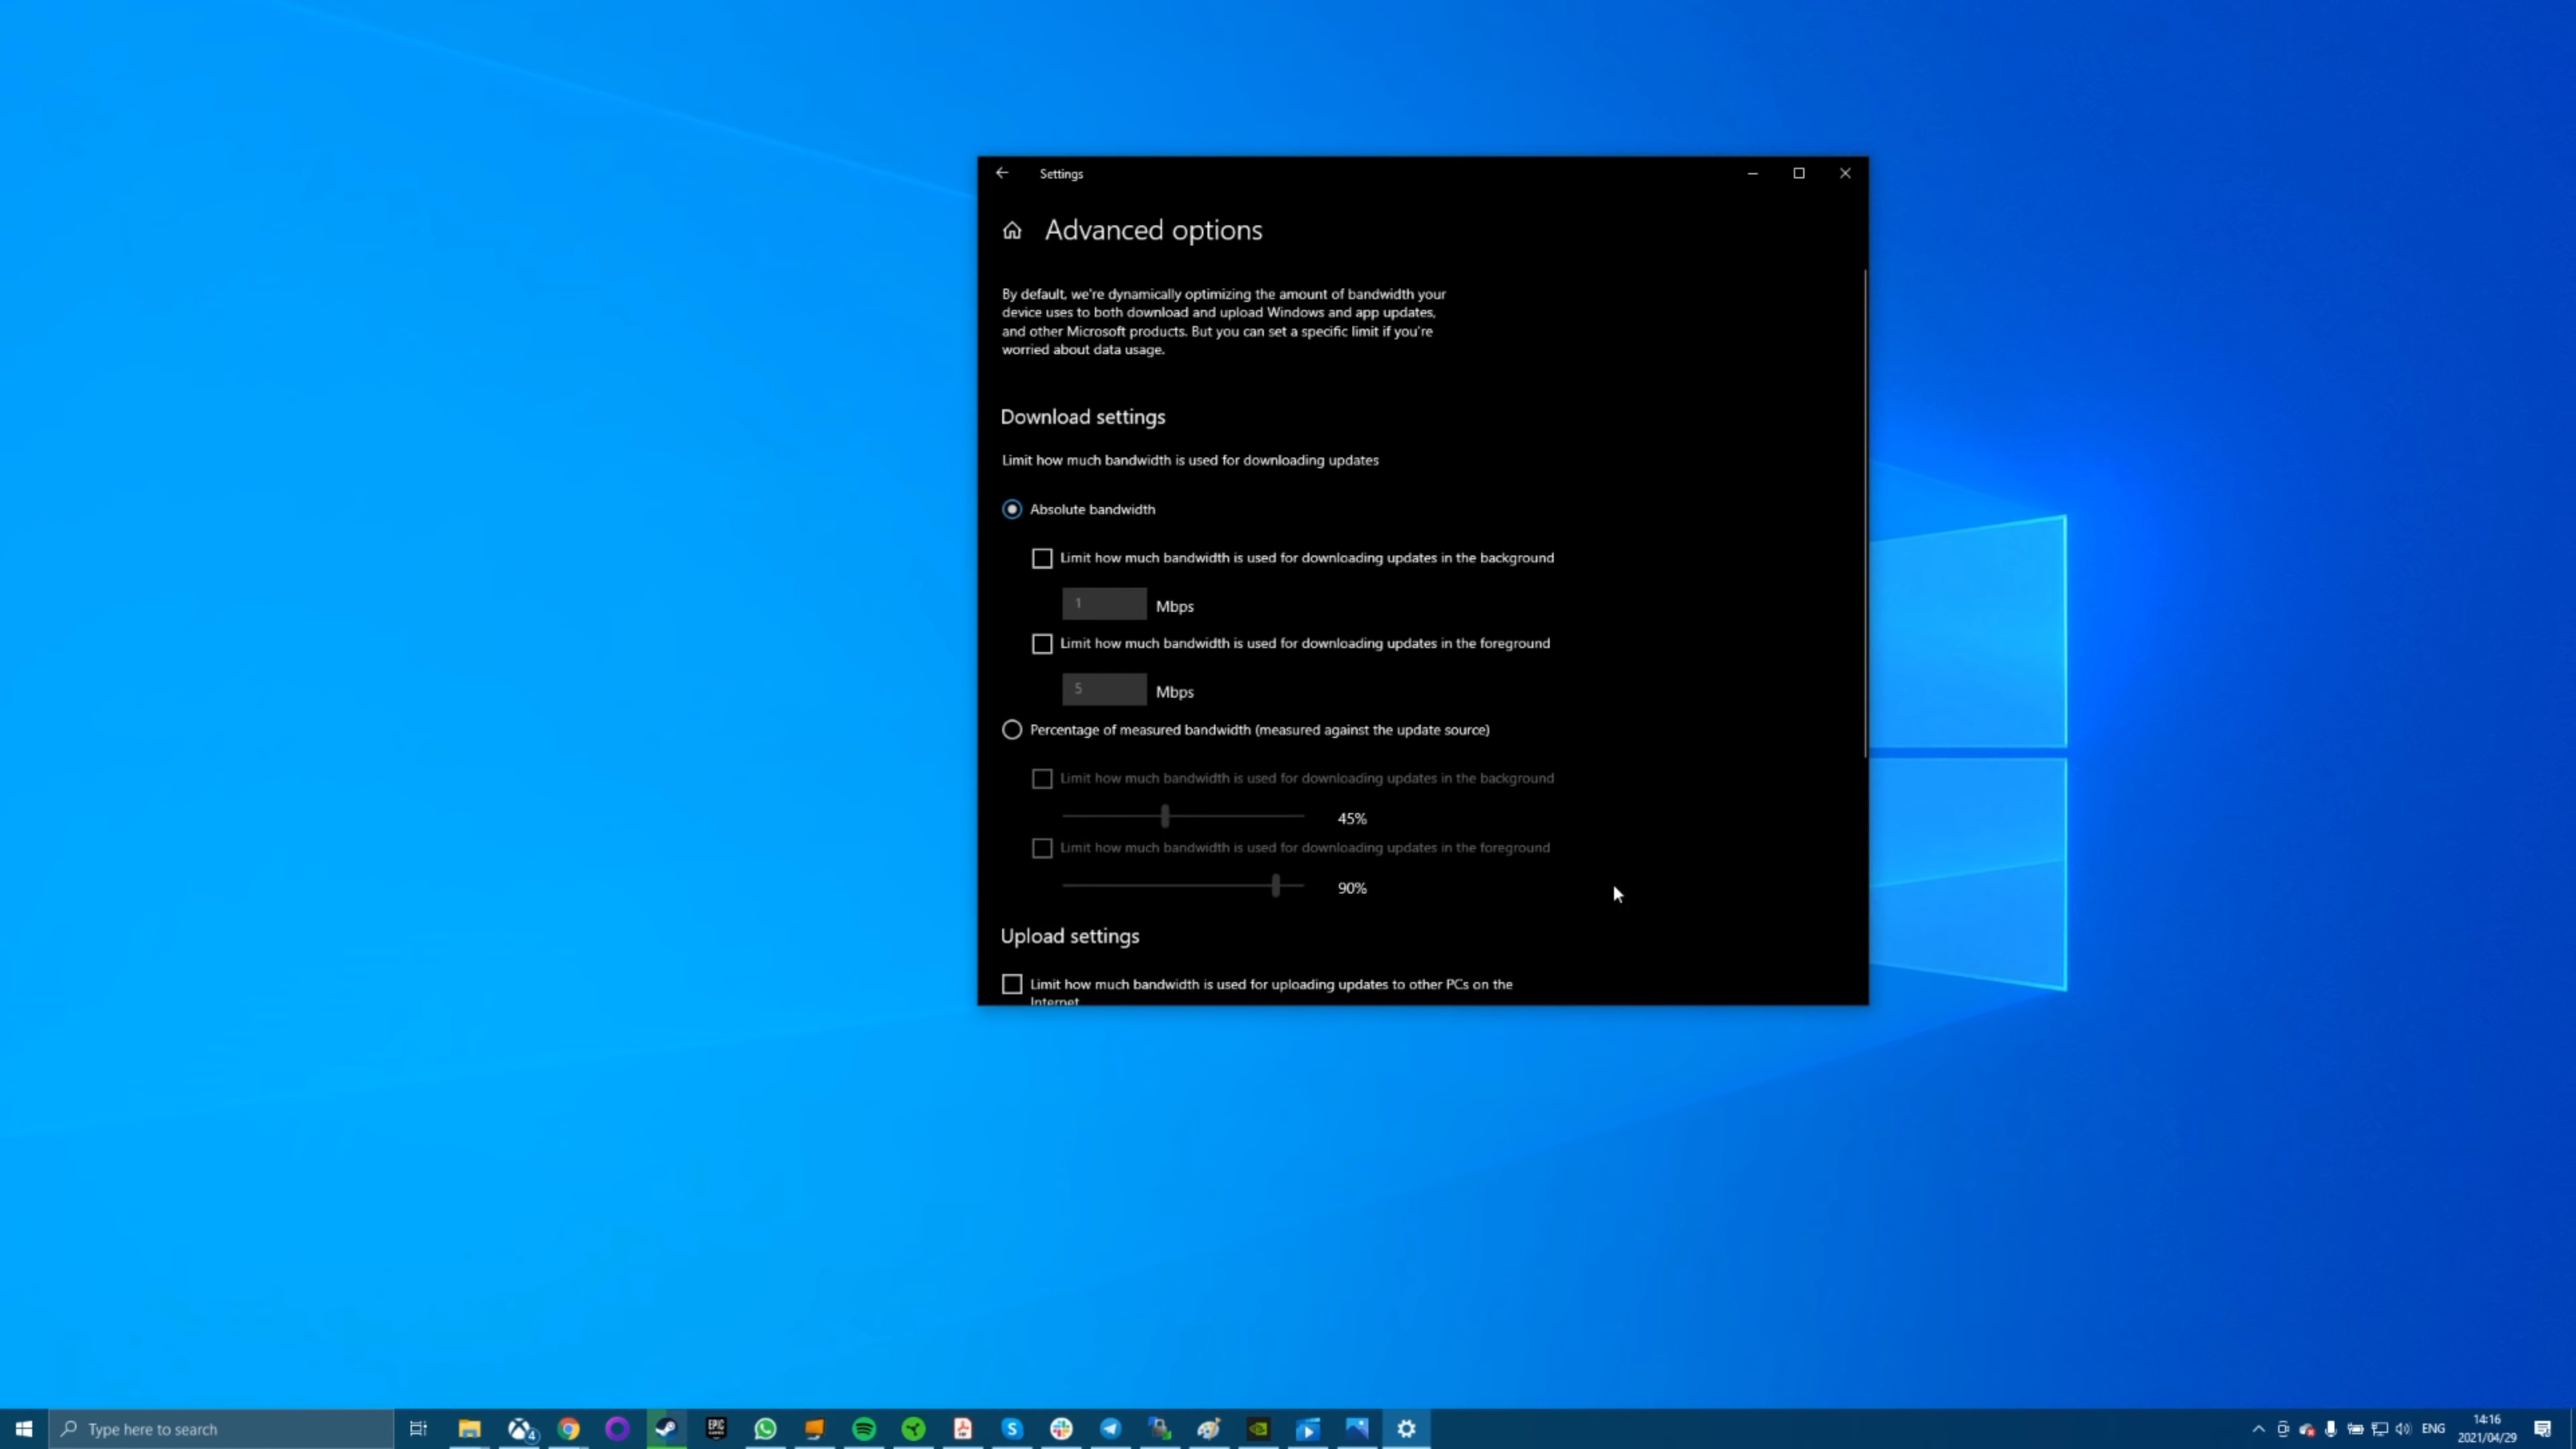 Settings
Advanced options
By default, we're dynamically optimizing the amount of bandwidth your
device uses to both download and upload Windows and app updates,
and other Microsoft products. But you can set a specific limit if you're
worried about data usage.
Download settings
Limit how much bandwidth is used for downloading updates
Absolute bandwidth
Limit how much bandwidth is used for downloading updates in the background
1 Mbps
Limit how much bandwidth is used for downloading updates in the foreground
5 Mbps
Percentage of measured bandwidth (measured against the update source)
Limit how much bandwidth is used for downloading updates in the background
45%
Limit how much bandwidth is used for downloading updates in the foreground
90%
Upload settings
Limit how much bandwidth is used for uploading updates to other PCs on the
Internet
Type here to search
4
EPIC
GAMES
ENG
14:16
2021/04/29